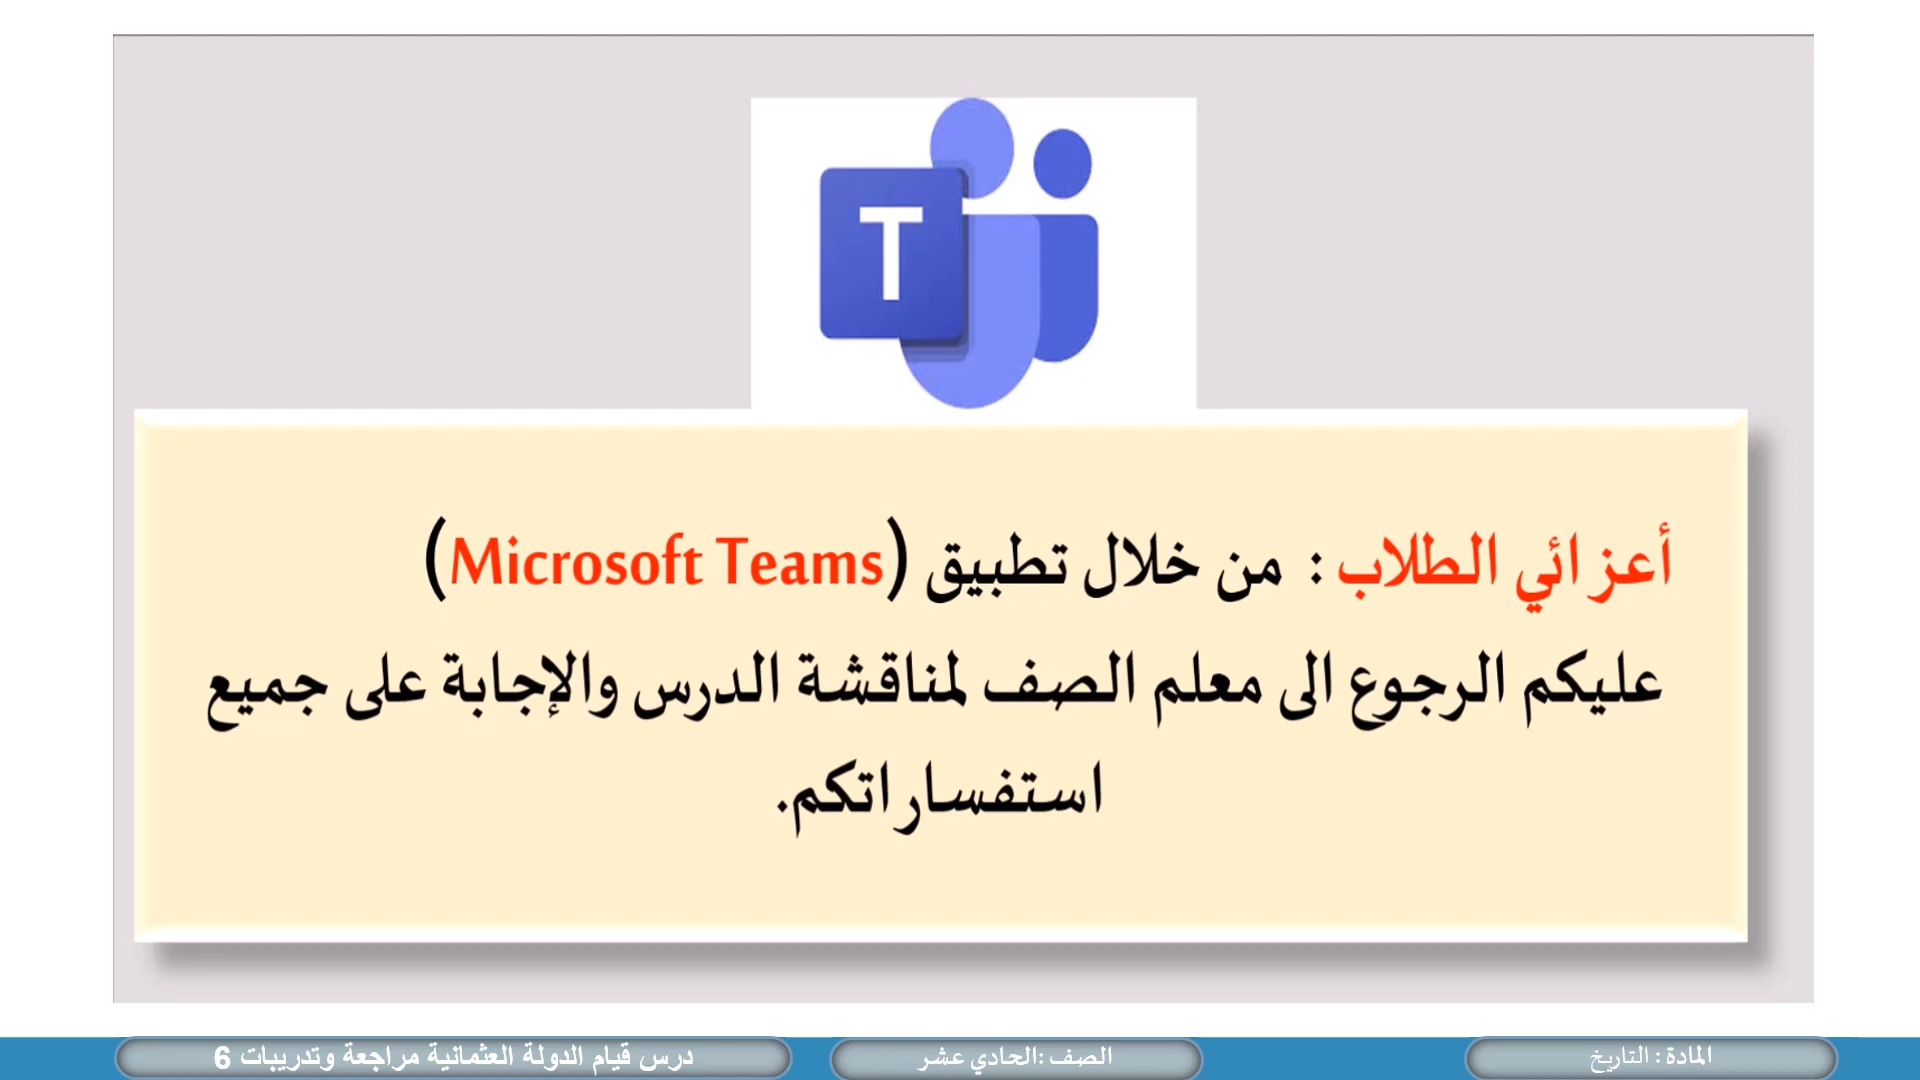 T
أعزائي الطلاب : من خلال تطبيق (Microsoft Teams)
عليكم الرجوع الى معلم الصف لمناقشة الدرس والإجابة على جميع
استفساراتكم.
المادة : التاريخ
الصف :الحادي عشر
درس قيام الدولة العثمانية مراجعة وتدريبات 6